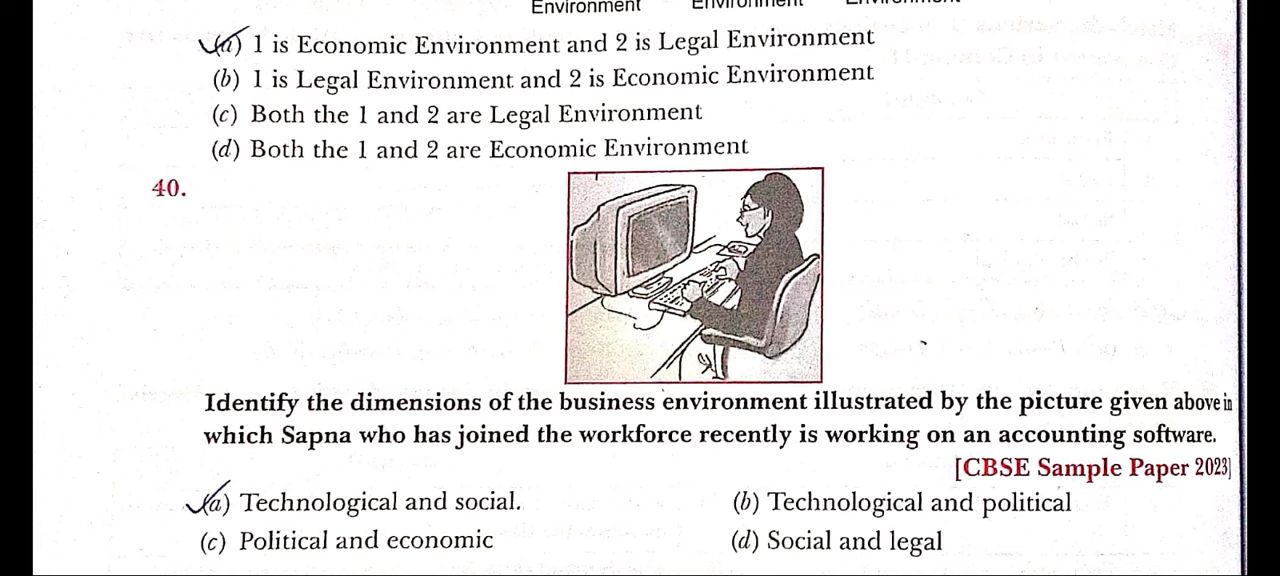 Environment Environment Environment
(a) 1 is Economic Environment and 2 is Legal Environment
(b) 1 is Legal Environment and 2 is Economic Environment
(c) Both the 1 and 2 are Legal Environment
(d) Both the 1 and 2 are Economic Environment
40.
Identify the dimensions of the business environment illustrated by the picture given above in
which Sapna who has joined the workforce recently is working on an accounting software.
[CBSE Sample Paper 2023]
(a) Technological and social. (b) Technological and political
(c) Political and economic (d) Social and legal